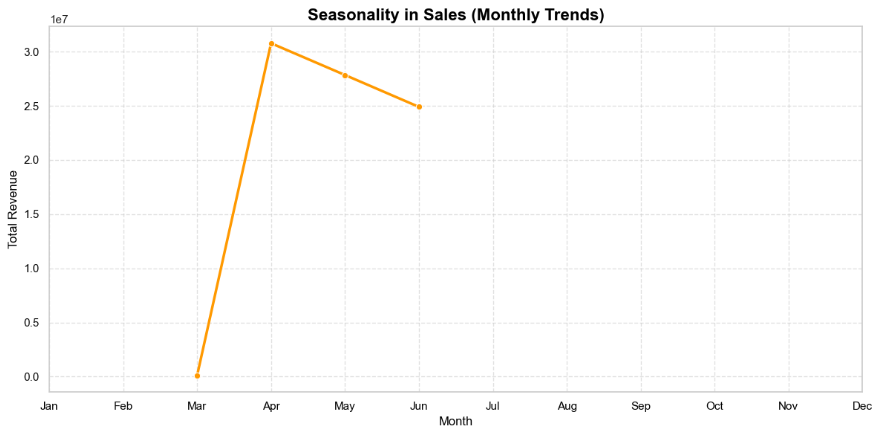 Seasonality in Sales (Monthly Trends)
1e7
3.0
2.5
2.0
1.5
1.0
0.5
0.0
Total Revenue
Jan Feb Mar Apr May Jun Jul Aug Sep Oct Nov Dec
Month